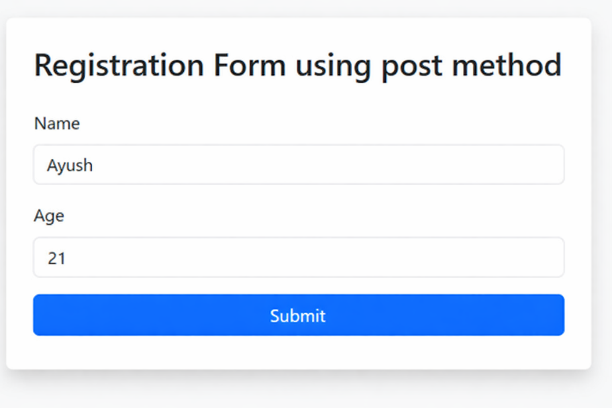 Registration Form using post method
Name
Ayush
Age
21
Submit